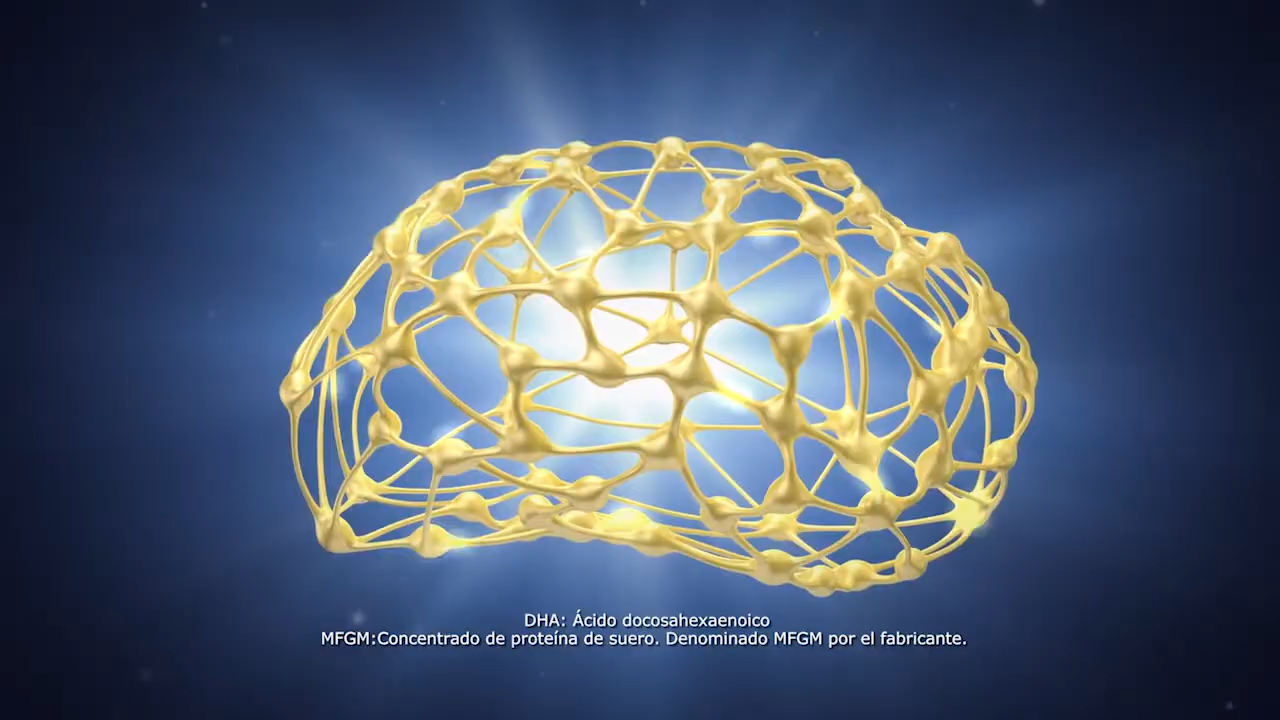 DHA: Ácido docosahexaenoico
MFGM:Concentrado de proteína de suero. Denominado MFGM por el fabricante.